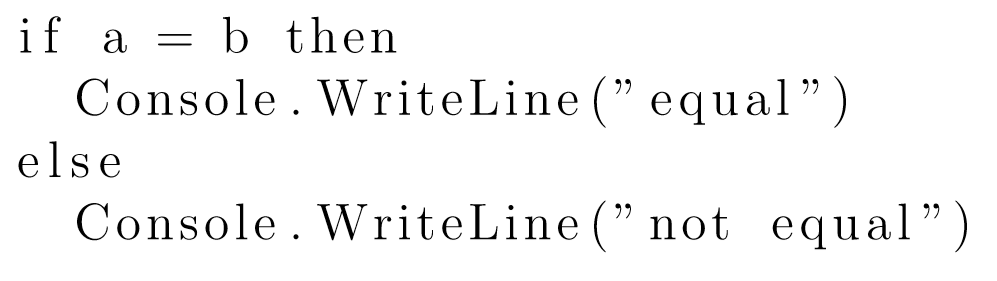 if a = b then
  Console.WriteLine(”equal”)
else
  Console.WriteLine(”not equal”)